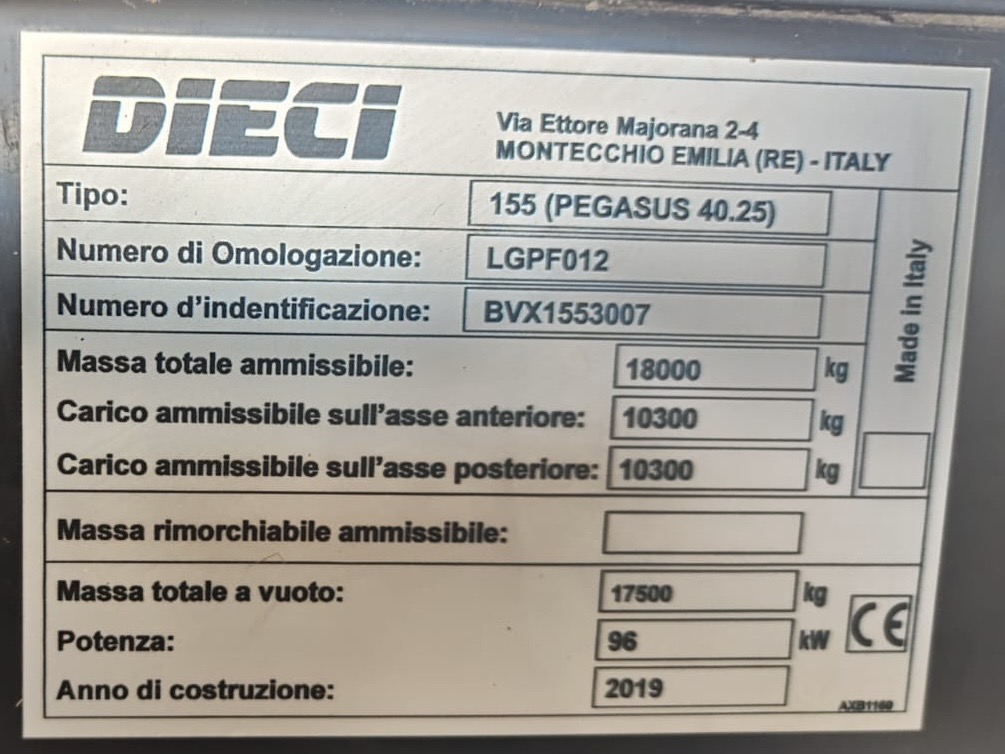 DIECI
Via Ettore Majorana 2-4
MONTECCHIO EMILIA (RE) - ITALY
Tipo: 155 (PEGASUS 40.25)
Numero di Omologazione: LGPF012
Numero d'indentificazione: BVX1553007
Made in Italy
Massa totale ammissibile: 18000 kg
Carico ammissibile sull'asse anteriore: 10300 kg
Carico ammissibile sull'asse posteriore: 10300 kg
Massa rimorchiabile ammissibile:
Massa totale a vuoto: 17500 kg
Potenza: 96 kW
CE
Anno di costruzione: 2019
AXB1160